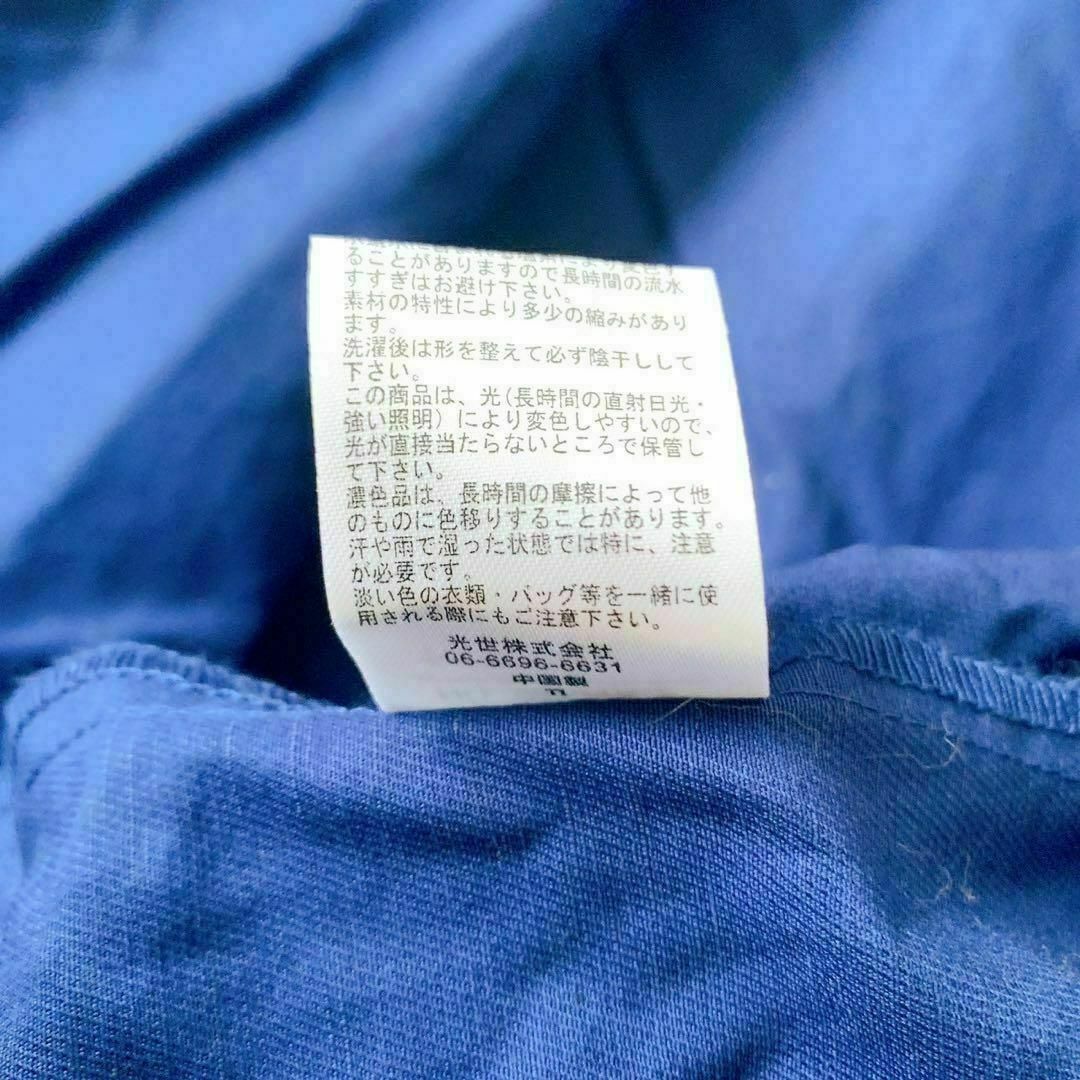 ることがありますので長時間の流水
すすぎはお避け下さい。
素材の特性により多少の縮みがあり
ます。
洗濯後は形を整えて必ず陰干しして
下さい。
この商品は、光(長時間の直射日光・
強い照明)により変色しやすいので、
光が直接当たらないところで保管し
て下さい。
濃色品は、長時間の摩擦によって他
のものに色移りすることがあります。
汗や雨で湿った状態では特に、注意
が必要です。
淡い色の衣類・バッグ等を一緒に使
用される際にもご注意下さい。
光世株式会社
06-6696-6631
中国製